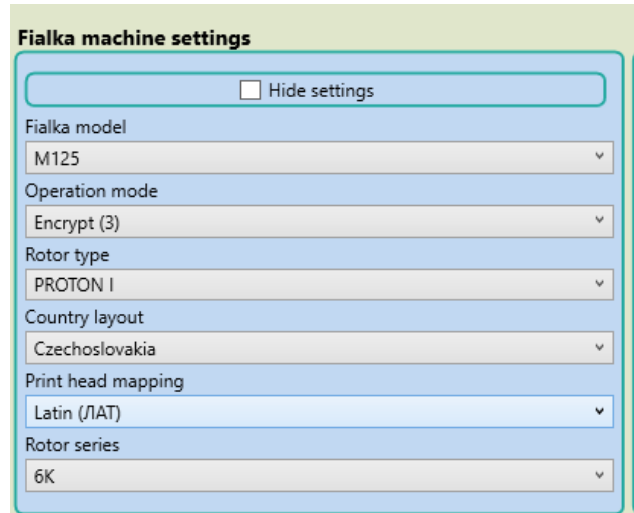 Fialka machine settings
Hide settings
Fialka model
M125
Operation mode
Encrypt (3)
Rotor type
PROTON I
Country layout
Czechoslovakia
Print head mapping
Latin (ЛАТ)
Rotor series
6K